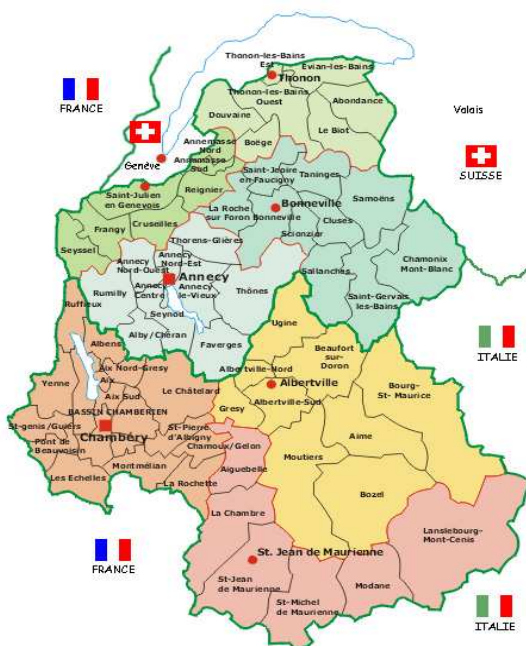 Thonon-les-Bains
Est
Evian-les-Bains
Thonon
FRANCE
Thonon-les-Bains
Ouest
Abondance
Valais
Douvaine
Le Biot
Annemasse
Nord
Boëge
Genève
Annemasse
Sud
SUISSE
Saint-Jeoire
en-Faucigny
Taninges
Saint-Julien
en Genevois
Reignier
Samoëns
La Roche
sur Foron
Bonneville
Bonneville
Cluses
Frangy
Cruseilles
Scionzier
Thorens-Glières
Seyssel
Annecy
Nord-Ouest
Annecy
Nord-Est
Chamonix
Mont-Blanc
Sallanches
Annecy
Rumilly
Annecy
Centre
Annecy
le-Vieux
Thônes
Saint-Gervais
les-Bains
Ruffieux
Seynod
Ugine
Alby/Chéran
Faverges
Beaufort
sur-
Doron
ITALIE
Albens
Aix Nord-Gresy
Albertville-Nord
Yenne
Aix
Albertville
Bourg-
St-Maurice
Aix Sud
Le Châtelard
Gresy
Albertville-Sud
BASSIN CHAMBERIEN
St-genis/Guiers
Chambéry
St-Pierre
d'Albigny
Aime
Pont de
Beauvoisin
Chamoux/Gelon
Moutiers
Montmélian
Aiguebelle
Les Echelles
La Rochette
Bozel
La Chambre
Lanslebourg-
Mont-Cenis
FRANCE
St. Jean de Maurienne
St-Jean
de Maurienne
Modane
St-Michel
de Maurienne
ITALIE